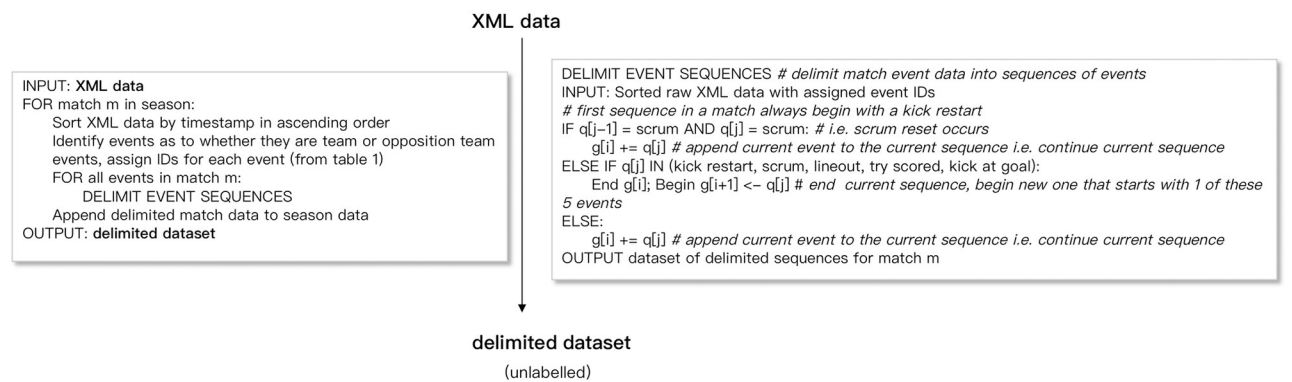 XML data
INPUT: XML data
FOR match m in season:
Sort XML data by timestamp in ascending order
Identify events as to whether they are team or opposition team
events, assign IDs for each event (from table 1)
FOR all events in match m:
DELIMIT EVENT SEQUENCES
Append delimited match data to season data
OUTPUT: delimited dataset
DELIMIT EVENT SEQUENCES # delimit match event data into sequences of events
INPUT: Sorted raw XML data with assigned event IDs
# first sequence in a match always begin with a kick restart
IF q[j-1] = scrum AND q[j] = scrum: # i.e. scrum reset occurs
g[i] += q[j] # append current event to the current sequence i.e. continue current sequence
ELSE IF q[j] IN (kick restart, scrum, lineout, try scored, kick at goal):
End g[i]; Begin g[i+1] <- q[j] # end current sequence, begin new one that starts with 1 of these
5 events
ELSE:
g[i] += q[j] # append current event to the current sequence i.e. continue current sequence
OUTPUT dataset of delimited sequences for match m
delimited dataset
(unlabelled)